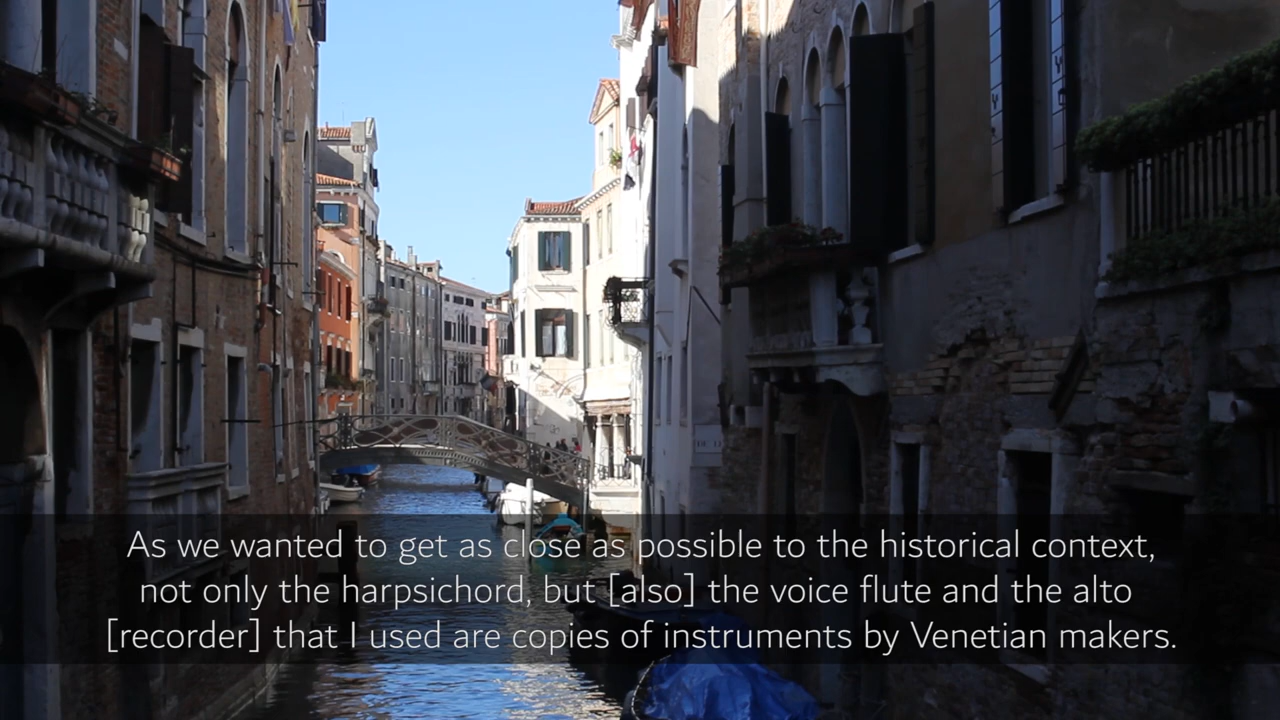 As we wanted to get as close as possible to the historical context,
not only the harpsichord, but [also] the voice flute and the alto
[recorder] that I used are copies of instruments by Venetian makers.